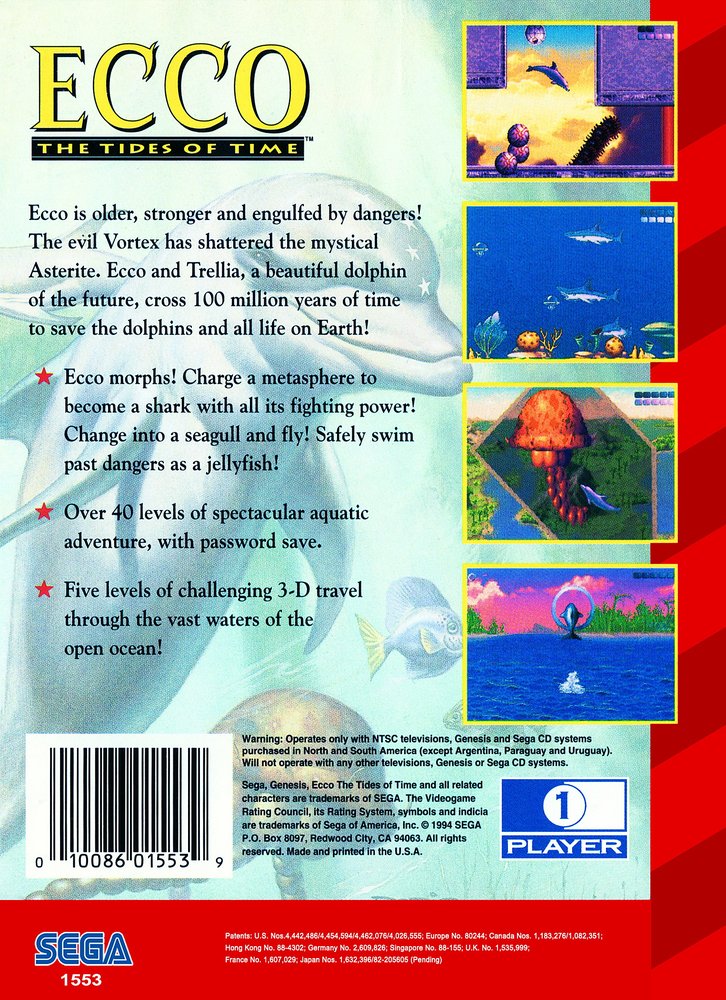 ECCO
THE TIDES OF TIME™
Ecco is older, stronger and engulfed by dangers!
The evil Vortex has shattered the mystical
Asterite. Ecco and Trellia, a beautiful dolphin
of the future, cross 100 million years of time
to save the dolphins and all life on Earth!
Ecco morphs! Charge a metasphere to
become a shark with all its fighting power!
Change into a seagull and fly! Safely swim
past dangers as a jellyfish!
Over 40 levels of spectacular aquatic
adventure, with password save.
Five levels of challenging 3-D travel
through the vast waters of the
open ocean!
Warning: Operates only with NTSC televisions, Genesis and Sega CD systems
purchased in North and South America (except Argentina, Paraguay and Uruguay).
Will not operate with any other televisions, Genesis or Sega CD systems.
Sega, Genesis, Ecco The Tides of Time and all related
characters are trademarks of SEGA. The Videogame
Rating Council, its Rating System, symbols and indicia
are trademarks of Sega of America, Inc. © 1994 SEGA
P.O. Box 8097, Redwood City, CA 94063. All rights
reserved. Made and printed in the U.S.A.
1
PLAYER
0 10086 01553 9
SEGA
1553
Patents: U.S. Nos.4,442,486/4,454,594/4,462,076/4,026,555; Europe No. 80244; Canada Nos. 1,183,276/1,082,351;
Hong Kong No. 88-4302; Germany No. 2,609,826; Singapore No. 88-155; U.K. No. 1,535,999;
France No. 1,607,029; Japan Nos. 1,632,396/82-205605 (Pending)